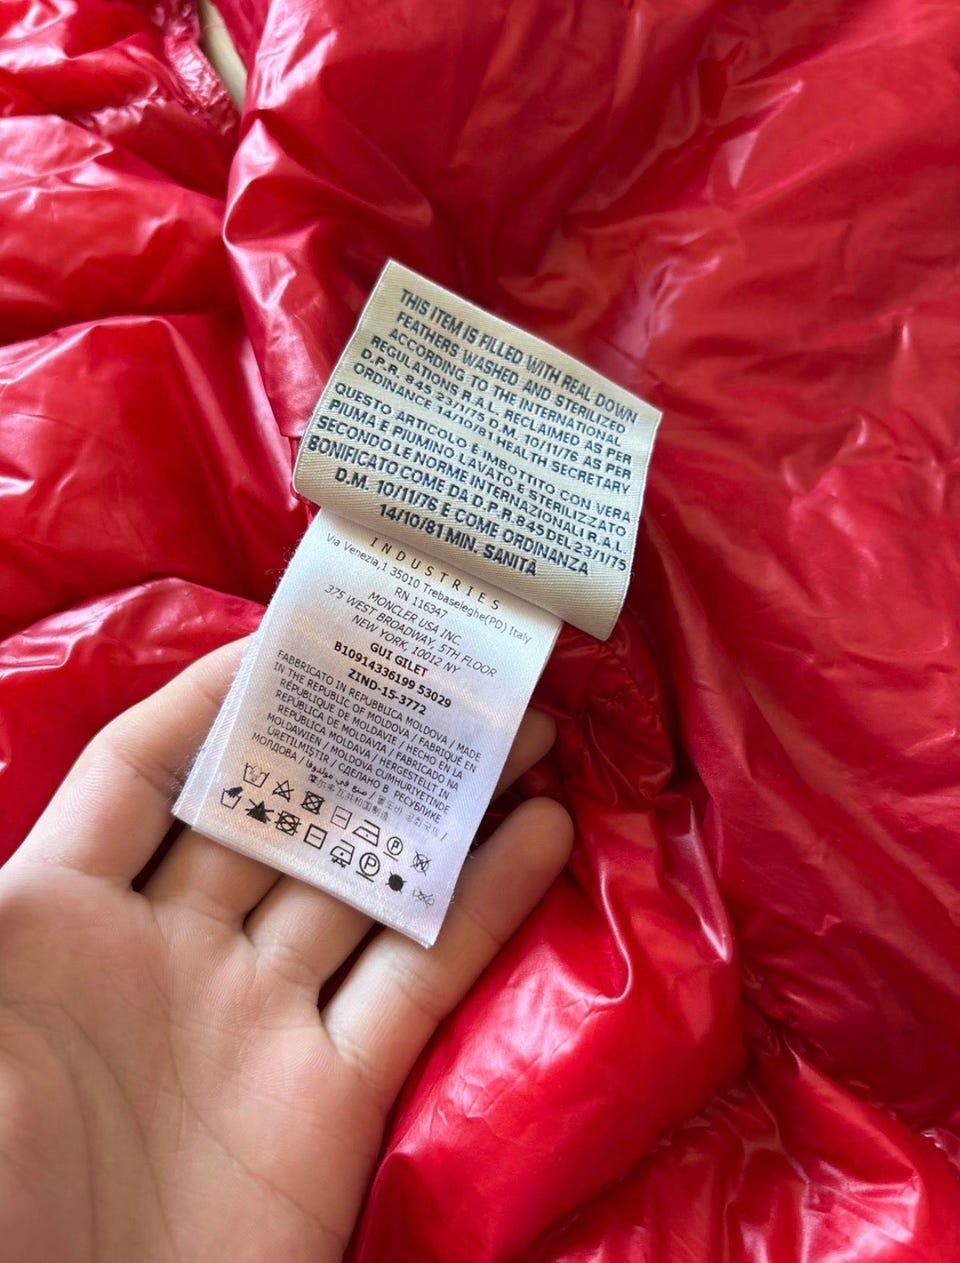 THIS ITEM IS FILLED WITH REAL DOWN
FEATHERS WASHED AND STERILIZED
ACCORDING TO THE INTERNATIONAL
REGULATIONS R.A.L. RECLAIMED AS PER
D.P.R. 845 23/1/75 D.M. 10/11/76 AS PER
ORDINANCE 14/10/81 HEALTH SECRETARY
QUESTO ARTICOLO È IMBOTTITO CON VERA
PIUMA E PIUMINO LAVATO E STERILIZZATO
SECONDO LE NORME INTERNAZIONALI R.A.L.
BONIFICATO COME DA D.P.R. 845 DEL 23/1/75
D.M. 10/11/76 E COME ORDINANZA
14/10/81 MIN. SANITÀ
INDUSTRIES
Via Venezia,1 35010 Trebaseleghe(PD) Italy
RN 116347
MONCLER USA INC.
375 WEST BROADWAY, 5TH FLOOR
NEW YORK, 10012 NY
GUI GILET
B10914336199 53029
ZIND-15-3772
FABBRICATO IN REPUBBLICA MOLDOVA / MADE
IN THE REPUBLIC OF MOLDOVA / FABRIQUÉ EN
RÉPUBLIQUE DE MOLDAVIE / HECHO EN LA
REPÚBLICA DE MOLDAVIA / FABRICADO NA
REPÚBLICA MOLDAVA / HERGESTELLT IN
MOLDAWIEN / MOLDOVA CUMHURIYETINDE
ÜRETILMISTIR / СДЕЛАНО В РЕСПУБЛИКЕ
МОЛДОВА / صنع في مولدوفا /